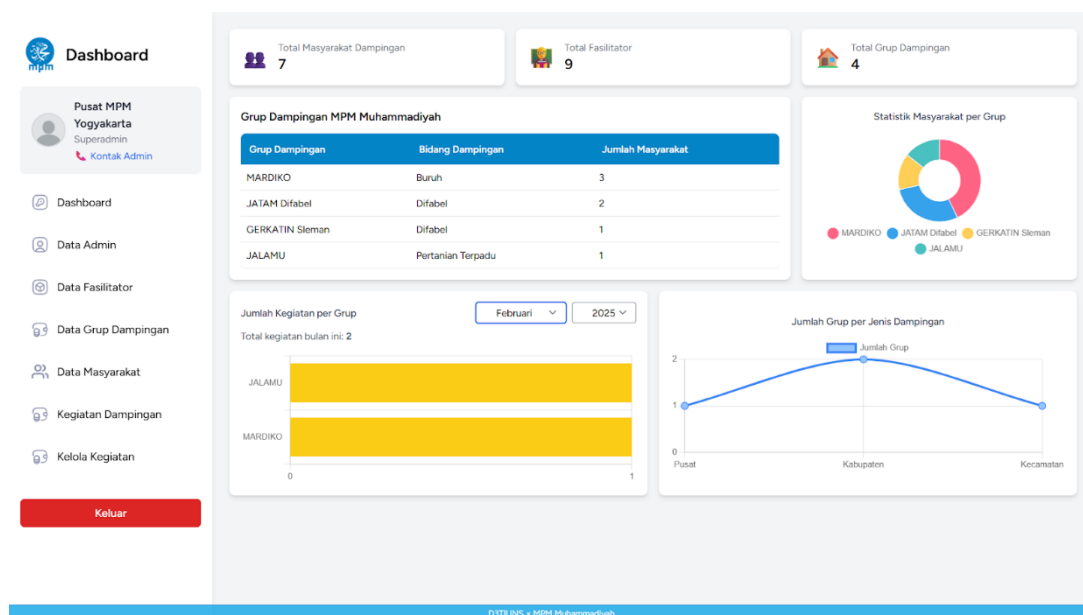 mpm
Dashboard
Pusat MPM
Yogyakarta
Superadmin
Kontak Admin
Dashboard
Data Admin
Data Fasilitator
Data Grup Dampingan
Data Masyarakat
Kegiatan Dampingan
Kelola Kegiatan
Keluar
Total Masyarakat Dampingan
7
Total Fasilitator
9
Total Grup Dampingan
4
Grup Dampingan MPM Muhammadiyah
Grup Dampingan Bidang Dampingan Jumlah Masyarakat
MARDIKO Buruh 3
JATAM Difabel Difabel 2
GERKATIN Sleman Difabel 1
JALAMU Pertanian Terpadu 1
Statistik Masyarakat per Grup
MARDIKO JATAM Difabel GERKATIN Sleman
JALAMU
Jumlah Kegiatan per Grup Februari 2025
Total kegiatan bulan ini: 2
JALAMU
MARDIKO
0 1
Jumlah Grup per Jenis Dampingan
Jumlah Grup
2
1
0
Pusat Kabupaten Kecamatan
D3TI UNS × MPM Muhammadiyah